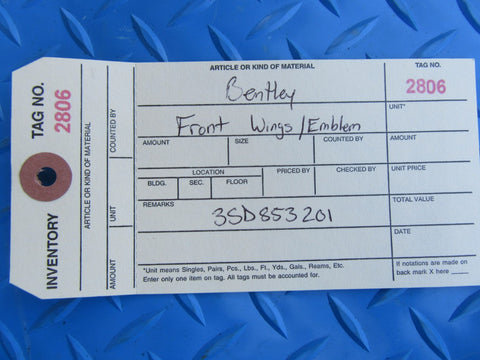 INVENTORY TAG NO. 2806
ARTICLE OR KIND OF MATERIAL
AMOUNT UNIT COUNTED BY
ARTICLE OR KIND OF MATERIAL TAG NO.
Bentley 2806
UNIT*
Front Wings/Emblem
AMOUNT SIZE COUNTED BY AMOUNT
LOCATION PRICED BY CHECKED BY UNIT PRICE
BLDG. SEC. FLOOR
REMARKS TOTAL VALUE
3SD853201
DATE
*Unit means Singles, Pairs, Pcs., Lbs., Ft., Yds., Gals., Reams, Etc.
Enter only one item on tag. All tags must be accounted for.
If notations are made on
back mark X here